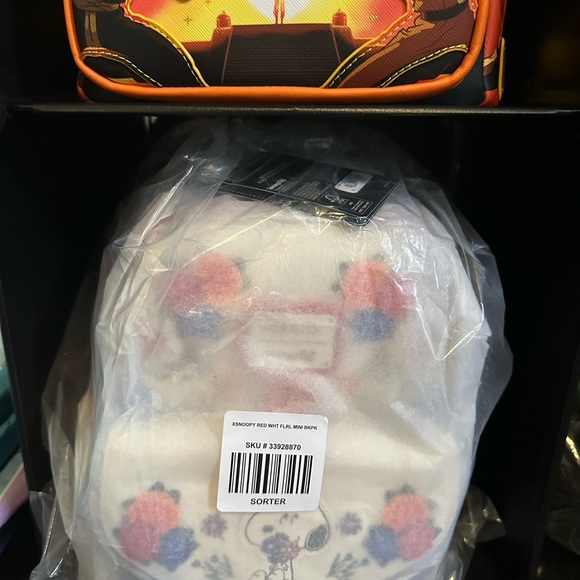 XSNOOPY RED WHT FLRL MINI BKPK
SKU # 33928870
SORTER